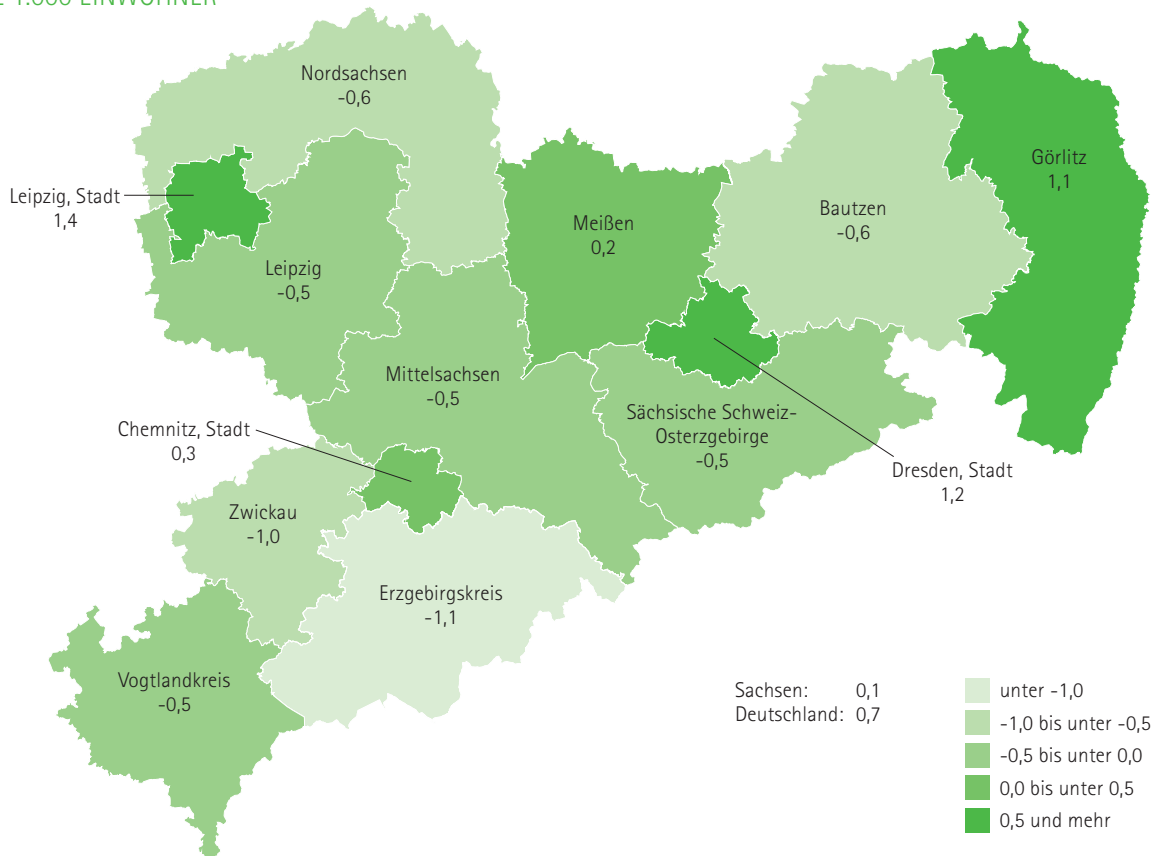 1.000 EINWOHNER
Nordsachsen
-0,6
Leipzig, Stadt
1,4
Leipzig
-0,5
Meißen
0,2
Bautzen
-0,6
Görlitz
1,1
Mittelsachsen
-0,5
Chemnitz, Stadt
0,3
Sächsische Schweiz-
Osterzgebirge
-0,5
Dresden, Stadt
1,2
Zwickau
-1,0
Erzgebirgskreis
-1,1
Vogtlandkreis
-0,5
Sachsen: 0,1
Deutschland: 0,7
unter -1,0
-1,0 bis unter -0,5
-0,5 bis unter 0,0
0,0 bis unter 0,5
0,5 und mehr